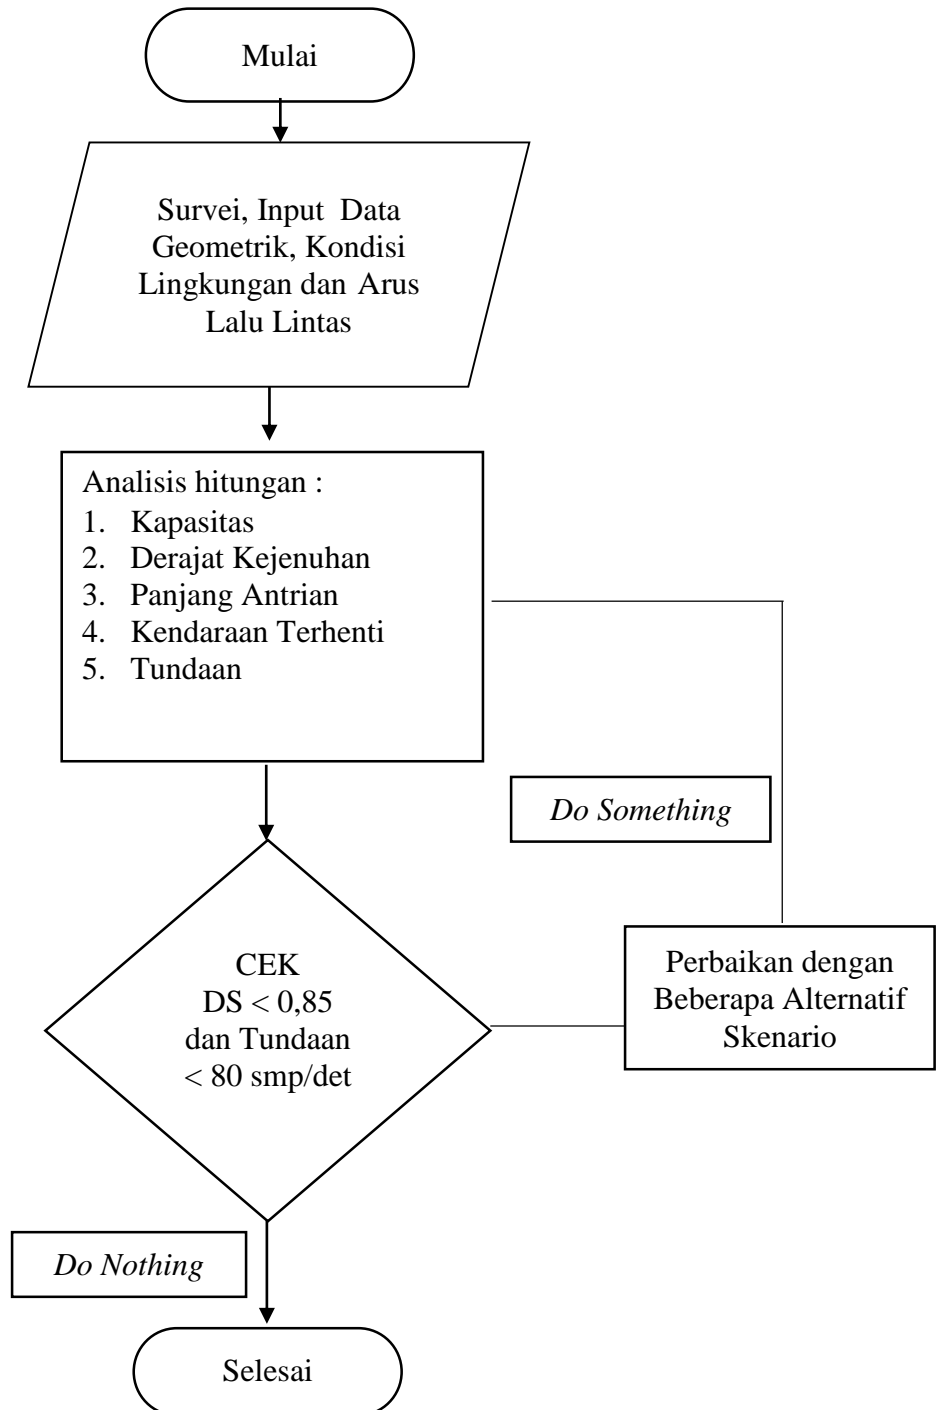 Mulai
Survei, Input Data
Geometrik, Kondisi
Lingkungan dan Arus
Lalu Lintas
Analisis hitungan :
1. Kapasitas
2. Derajat Kejenuhan
3. Panjang Antrian
4. Kendaraan Terhenti
5. Tundaan
Do Something
CEK
DS < 0,85
dan Tundaan
< 80 smp/det
Perbaikan dengan
Beberapa Alternatif
Skenario
Do Nothing
Selesai